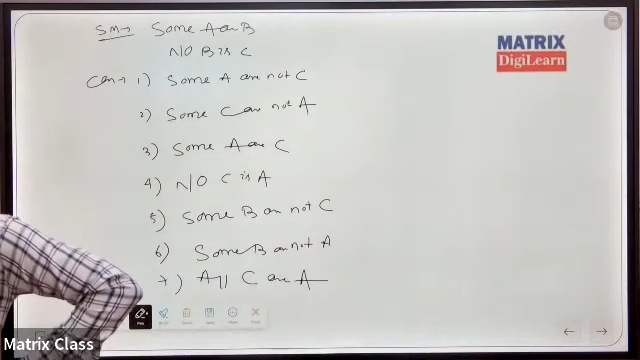 SM→ Some A are B
MATRIX
DigiLearn
NO B is C
Con→ 1) Some A are not C
2) Some C are not A
3) Some A are C
4) NO C is A
5) Some B are not C
6) Some B are not A
7) All C are A
Matrix Class